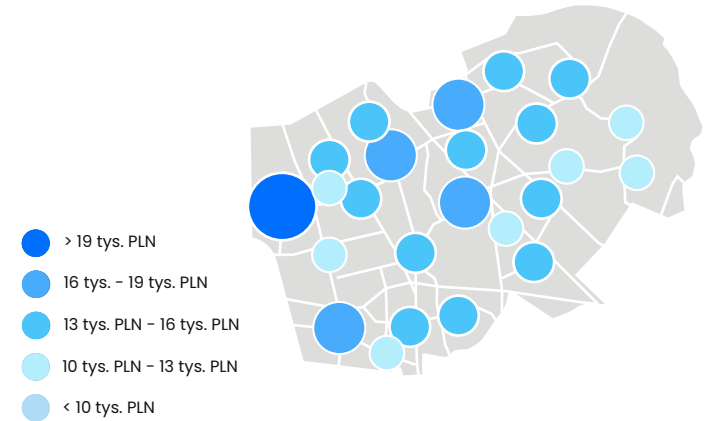 > 19 tys. PLN
16 tys. - 19 tys. PLN
13 tys. PLN - 16 tys. PLN
10 tys. PLN - 13 tys. PLN
< 10 tys. PLN